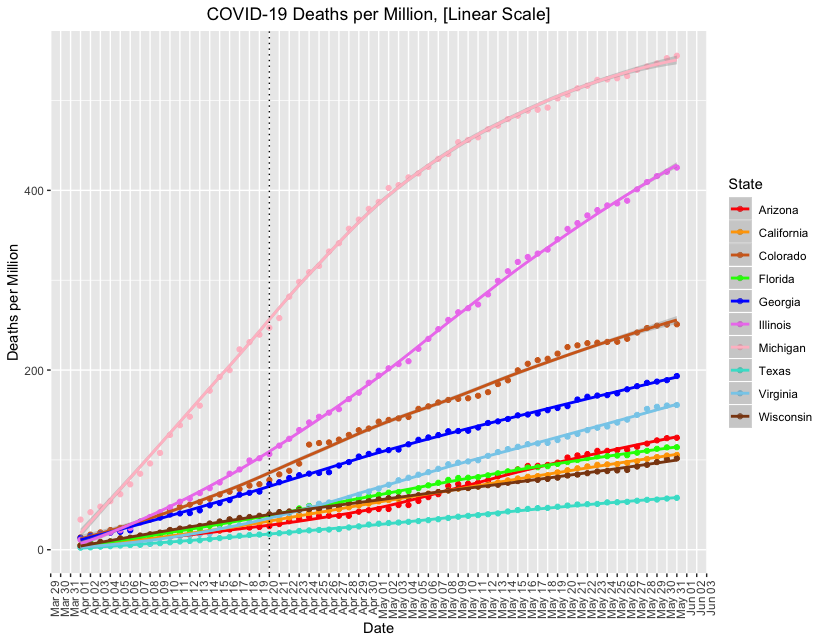 COVID-19 Deaths per Million, [Linear Scale]
Deaths per Million
400
200
0
Mar 29
Mar 30
Mar 31
Apr 01
Apr 02
Apr 03
Apr 04
Apr 05
Apr 06
Apr 07
Apr 08
Apr 09
Apr 10
Apr 11
Apr 12
Apr 13
Apr 14
Apr 15
Apr 16
Apr 17
Apr 18
Apr 19
Apr 20
Apr 21
Apr 22
Apr 23
Apr 24
Apr 25
Apr 26
Apr 27
Apr 28
Apr 29
Apr 30
May 01
May 02
May 03
May 04
May 05
May 06
May 07
May 08
May 09
May 10
May 11
May 12
May 13
May 14
May 15
May 16
May 17
May 18
May 19
May 20
May 21
May 22
May 23
May 24
May 25
May 26
May 27
May 28
May 29
May 30
May 31
Jun 01
Jun 02
Jun 03
Date
State
Arizona
California
Colorado
Florida
Georgia
Illinois
Michigan
Texas
Virginia
Wisconsin